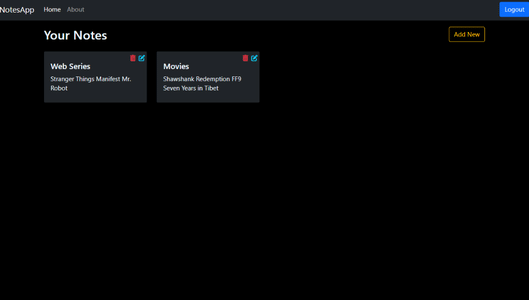 NotesApp Home About Logout
Your Notes Add New
Web Series
Stranger Things Manifest Mr.
Robot
Movies
Shawshank Redemption FF9
Seven Years in Tibet